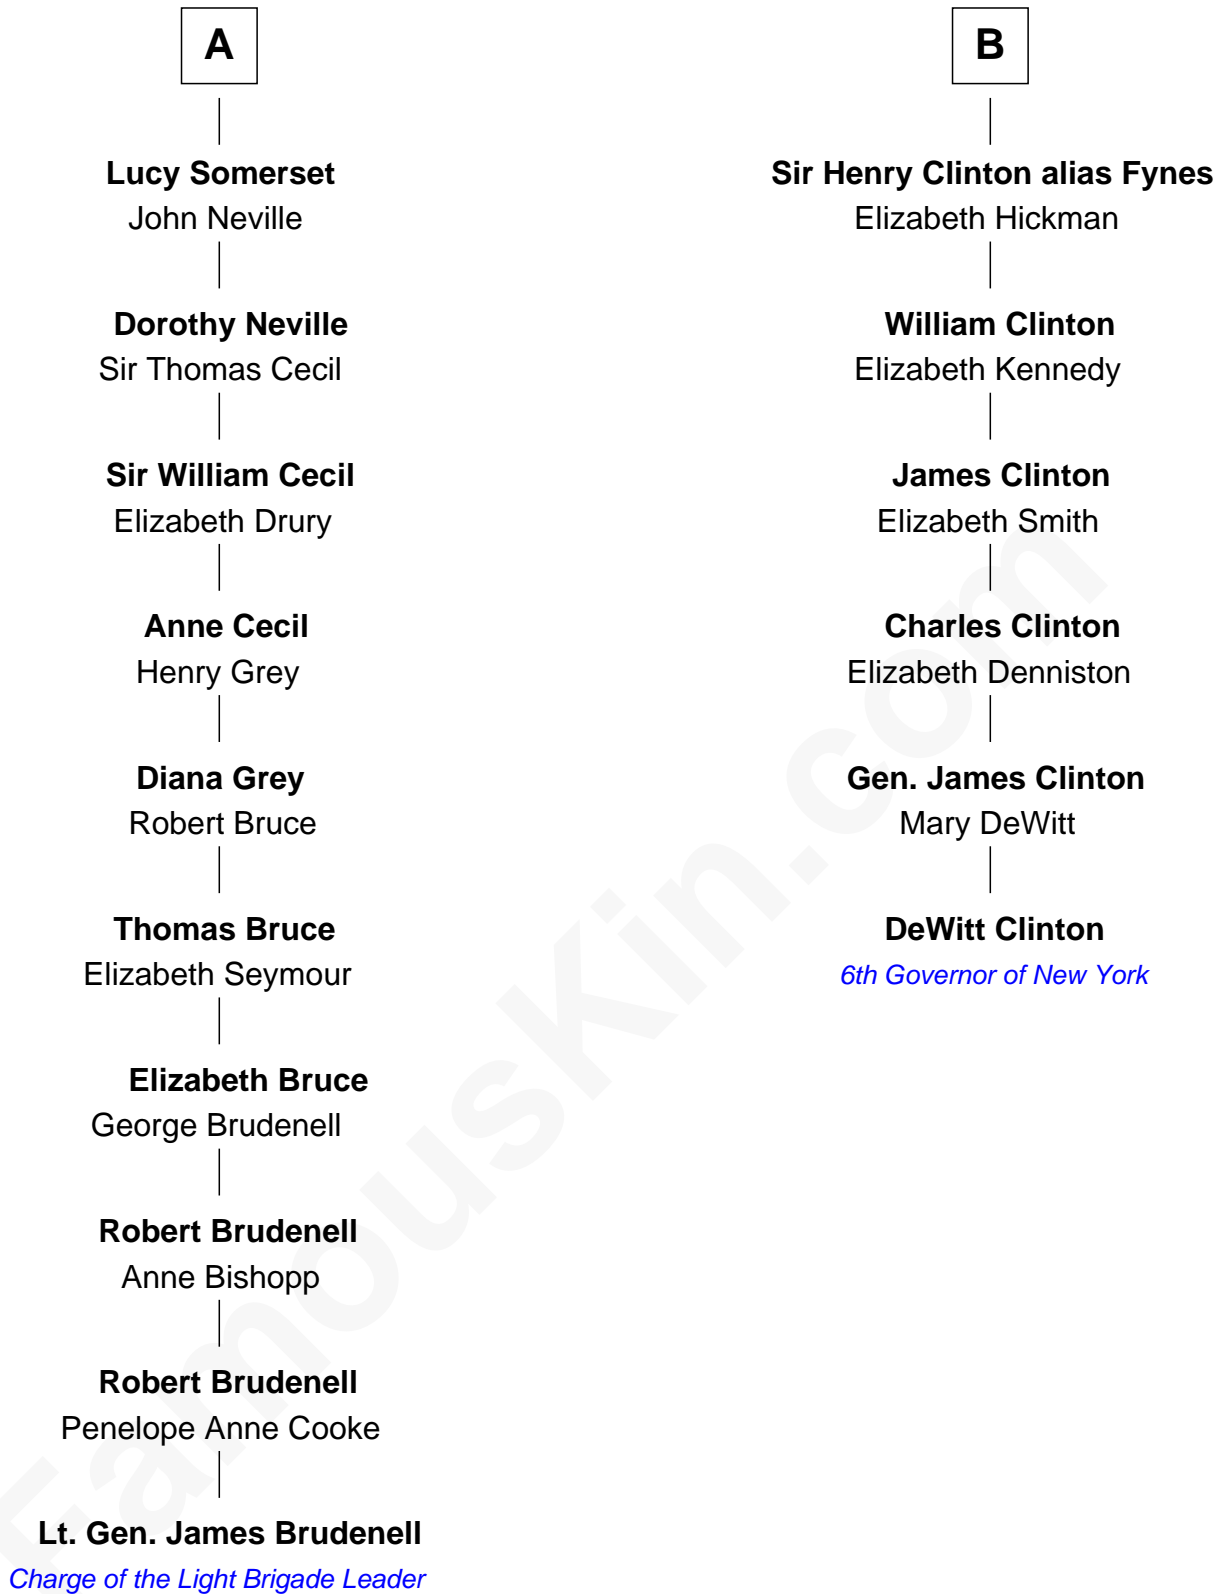 A
Lucy Somerset
John Neville
Dorothy Neville
Sir Thomas Cecil
Sir William Cecil
Elizabeth Drury
Anne Cecil
Henry Grey
Diana Grey
Robert Bruce
Thomas Bruce
Elizabeth Seymour
Elizabeth Bruce
George Brudenell
Robert Brudenell
Anne Bishopp
Robert Brudenell
Penelope Anne Cooke
Lt. Gen. James Brudenell
Charge of the Light Brigade Leader
B
Sir Henry Clinton alias Fynes
Elizabeth Hickman
William Clinton
Elizabeth Kennedy
James Clinton
Elizabeth Smith
Charles Clinton
Elizabeth Denniston
Gen. James Clinton
Mary DeWitt
DeWitt Clinton
6th Governor of New York
FamousKin.com